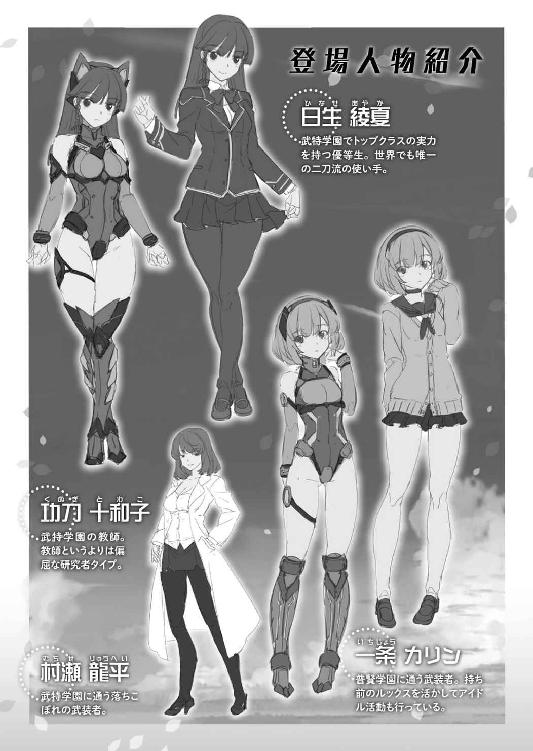 登場人物紹介
ひなせ あやか
日生 綾夏
武特学園でトップクラスの実力
を持つ優等生。世界でも唯一
の二刀流の使い手。
くぬぎ とわこ
功刀 十和子
武特学園の教師。
教師というよりは偏
屈な研究者タイプ。
むらせ りゅうへい
村瀬 龍平
武特学園に通う落ちこ
ぼれの武装者。
いちじょう
一条 カリン
普賢学園に通う武装者。持ち
前のルックスを活かしてアイド
ル活動も行っている。